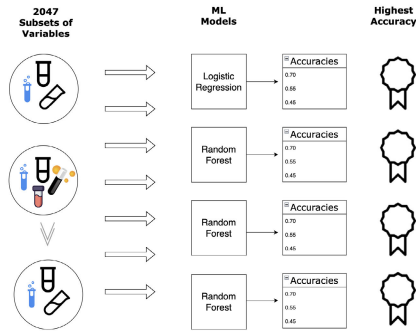 2047
Subsets of
Variables
ML
Models
Highest
Accuracy
Logistic
Regression
Accuracies
0.70
0.55
0.45
Random
Forest
Accuracies
0.70
0.55
0.45
Random
Forest
Accuracies
0.70
0.55
0.45
Random
Forest
Accuracies
0.70
0.55
0.45